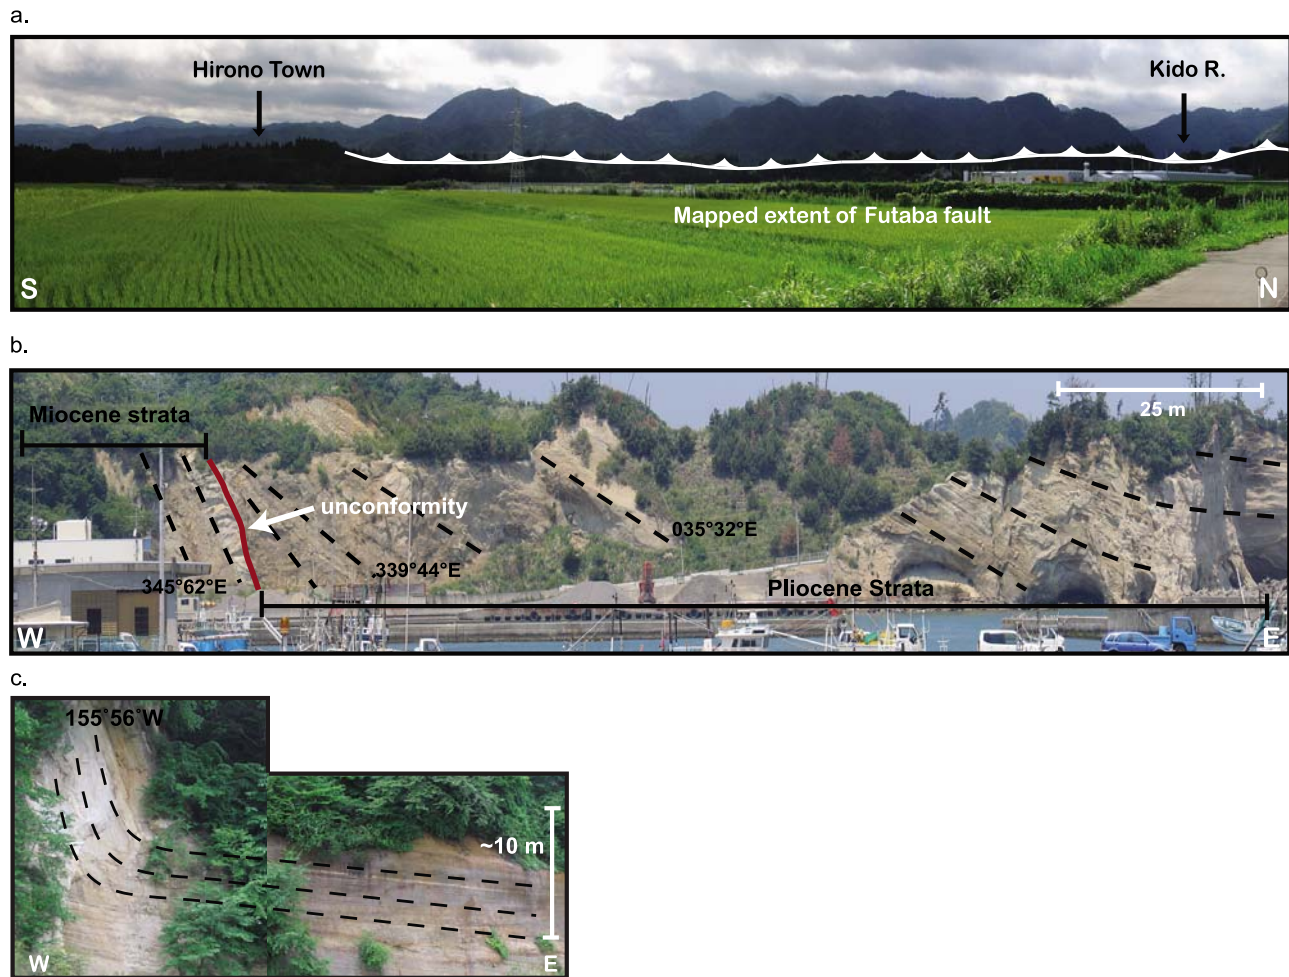 a.
Hirono Town
Kido R.
Mapped extent of Futaba fault
S
N
b.
Miocene strata
25 m
unconformity
035°32°E
345°62°E
339°44°E
Pliocene Strata
W
E
c.
155°56°W
~10 m
W
E